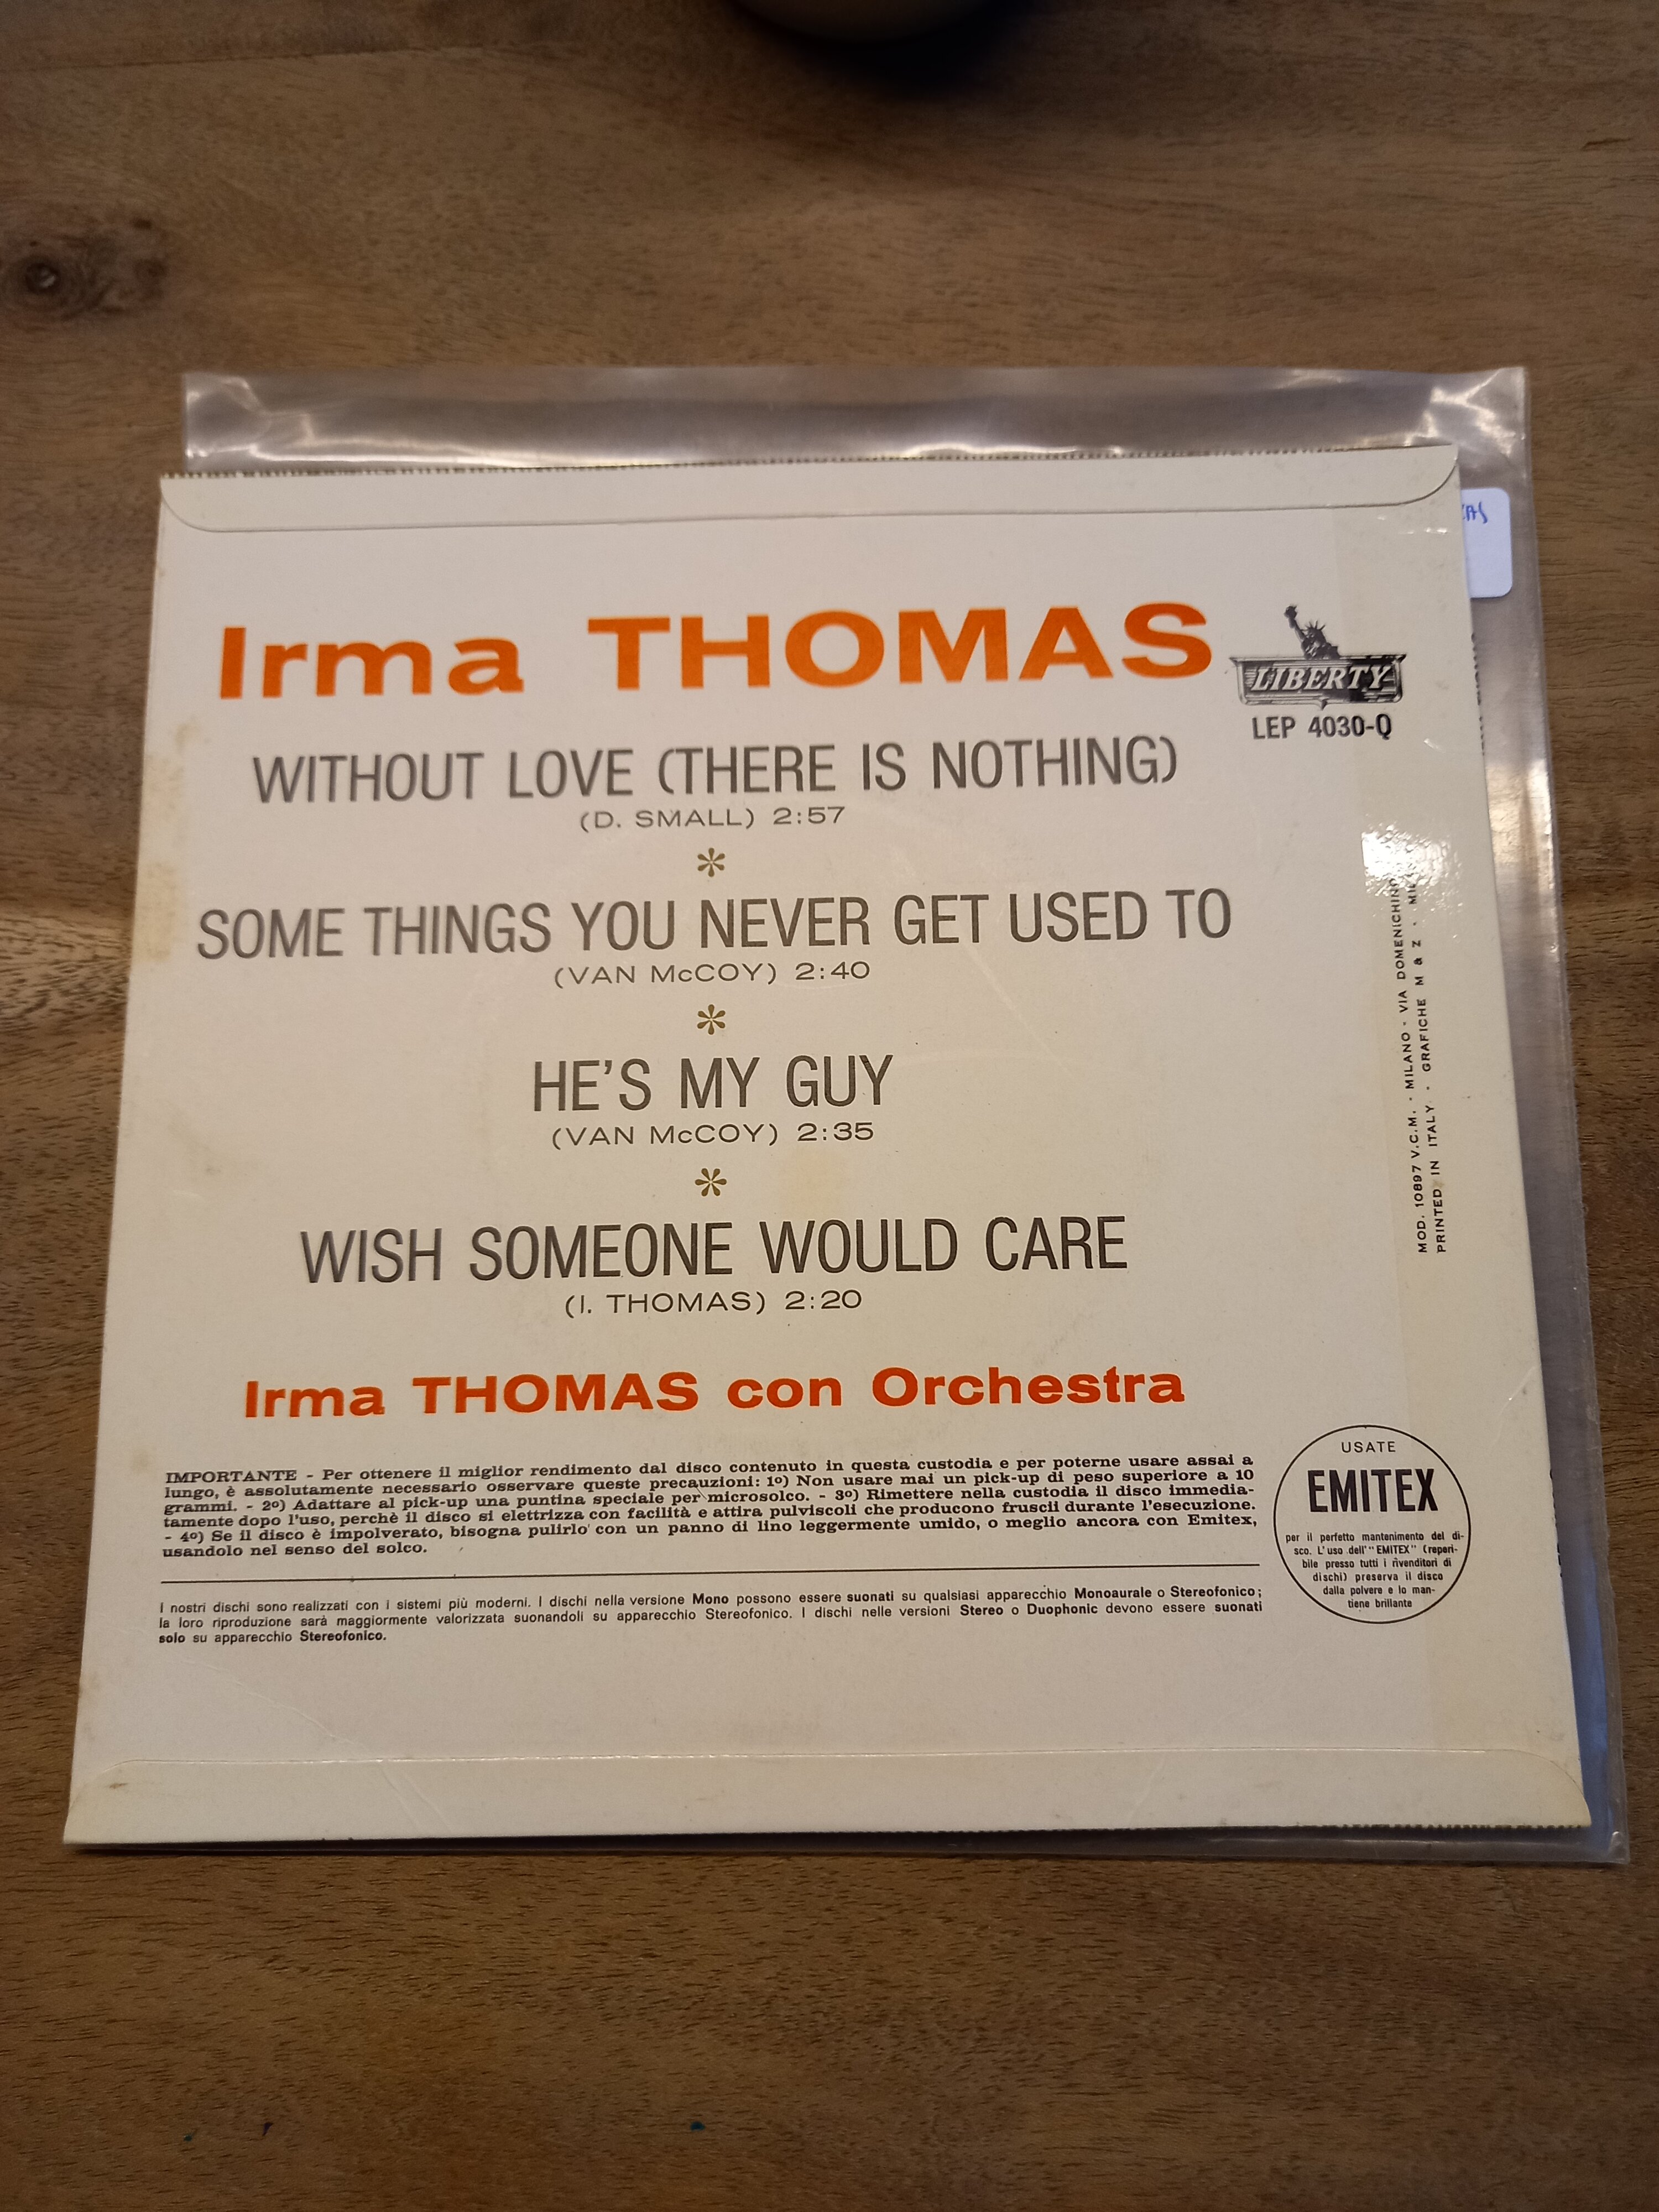 Irma THOMAS
LIBERTY
LEP 4030-Q
WITHOUT LOVE (THERE IS NOTHING)
(D. SMALL) 2:57
*
SOME THINGS YOU NEVER GET USED TO
(VAN McCOY) 2:40
*
HE'S MY GUY
(VAN McCOY) 2:35
*
WISH SOMEONE WOULD CARE
(I. THOMAS) 2:20
Irma THOMAS con Orchestra
IMPORTANTE - Per ottenere il miglior rendimento dal disco contenuto in questa custodia e per poterne usare assai a
lungo, è assolutamente necessario osservare queste precauzioni: 1º) Non usare mai un pick-up di peso superiore a 10
grammi. - 2º) Adattare al pick-up una puntina speciale per microsolco. - 3º) Rimettere nella custodia il disco immedia-
tamente dopo l'uso, perchè il disco si elettrizza con facilità e attira pulviscoli che producono fruscii durante l'esecuzione.
- 4º) Se il disco è impolverato, bisogna pulirlo con un panno di lino leggermente umido, o meglio ancora con Emitex,
usandolo nel senso del solco.
I nostri dischi sono realizzati con i sistemi più moderni. I dischi nella versione Mono possono essere suonati su qualsiasi apparecchio Monoaurale o Stereofonico;
la loro riproduzione sarà maggiormente valorizzata suonandoli su apparecchio Stereofonico. I dischi nelle versioni Stereo o Duophonic devono essere suonati
solo su apparecchio Stereofonico.
USATE
EMITEX
per il perfetto mantenimento del di-
sco. L'uso dell'"EMITEX" (reperi-
bile presso tutti i rivenditori di
dischi) preserva il disco
dalla polvere e lo man-
tiene brillante
MOD. 10897 V.C.M. - MILANO - VIA DOMENICHINO
PRINTED IN ITALY - GRAFICHE M & Z -